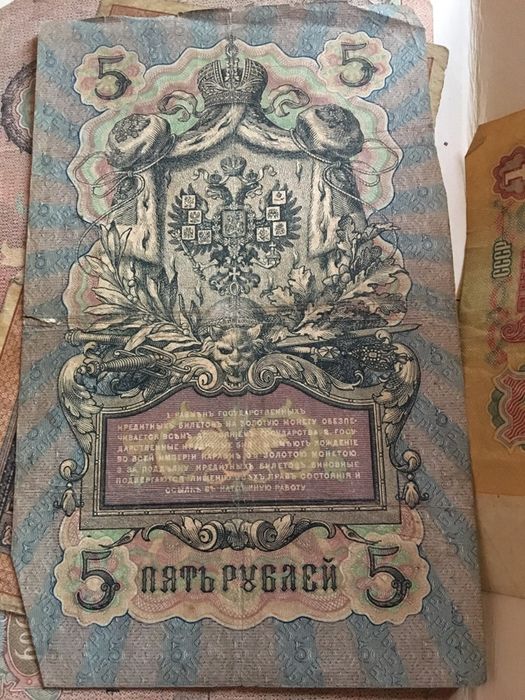 5 5
1. РАЗМѢНЪ ГОСУДАРСТВЕННЫХЪ
КРЕДИТНЫХЪ БИЛЕТОВЪ НА ЗОЛОТУЮ МОНЕТУ ОБЕЗПЕ-
ЧИВАЕТСЯ ВСѢМЪ ДОСТОЯНІЕМЪ ГОСУДАРСТВА. 2. ГОСУ-
ДАРСТВЕННЫЕ КРЕДИТНЫЕ БИЛЕТЫ ИМѢЮТЪ ХОЖДЕНІЕ
ВО ВСЕЙ ИМПЕРІИ НАРАВНѢ СЪ ЗОЛОТОЮ МОНЕТОЮ
3. ЗА ПОДДѢЛКУ КРЕДИТНЫХЪ БИЛЕТОВЪ ВИНОВНЫЕ
ПОДВЕРГАЮТСЯ ЛИШЕНІЮ ВСѢХЪ ПРАВЪ СОСТОЯНІЯ И
ССЫЛКѢ ВЪ КАТОРЖНУЮ РАБОТУ.
5 ПЯТЬ РУБЛЕЙ 5
СССР